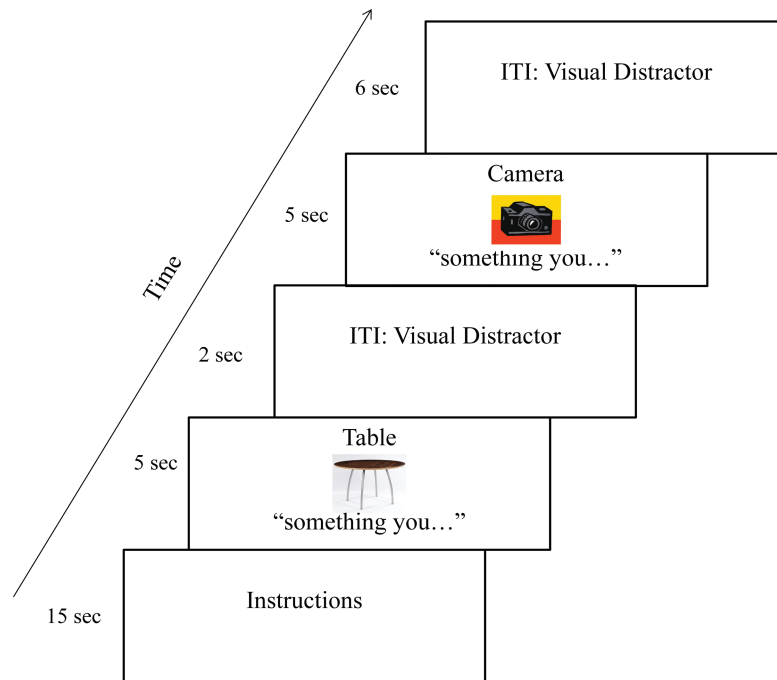 ITI: Visual Distractor
6 sec
Camera
5 sec
“something you…”
Time
ITI: Visual Distractor
2 sec
Table
5 sec
“something you…”
Instructions
15 sec